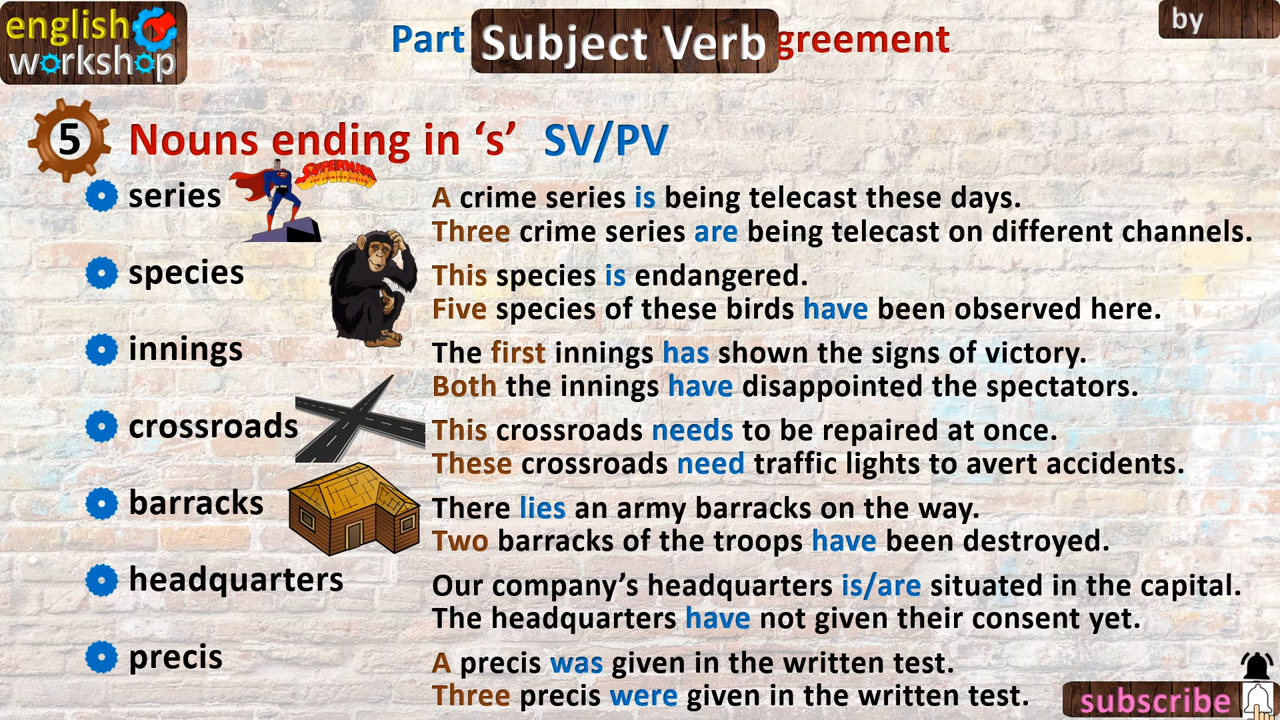 english
workshop
Part Subject Verb greement
by
5 Nouns ending in ‘s’ SV/PV
series
SUPERMAN
A crime series is being telecast these days.
Three crime series are being telecast on different channels.
species
This species is endangered.
Five species of these birds have been observed here.
innings
The first innings has shown the signs of victory.
Both the innings have disappointed the spectators.
crossroads
This crossroads needs to be repaired at once.
These crossroads need traffic lights to avert accidents.
barracks
There lies an army barracks on the way.
Two barracks of the troops have been destroyed.
headquarters
Our company’s headquarters is/are situated in the capital.
The headquarters have not given their consent yet.
precis
A precis was given in the written test.
Three precis were given in the written test.
subscribe